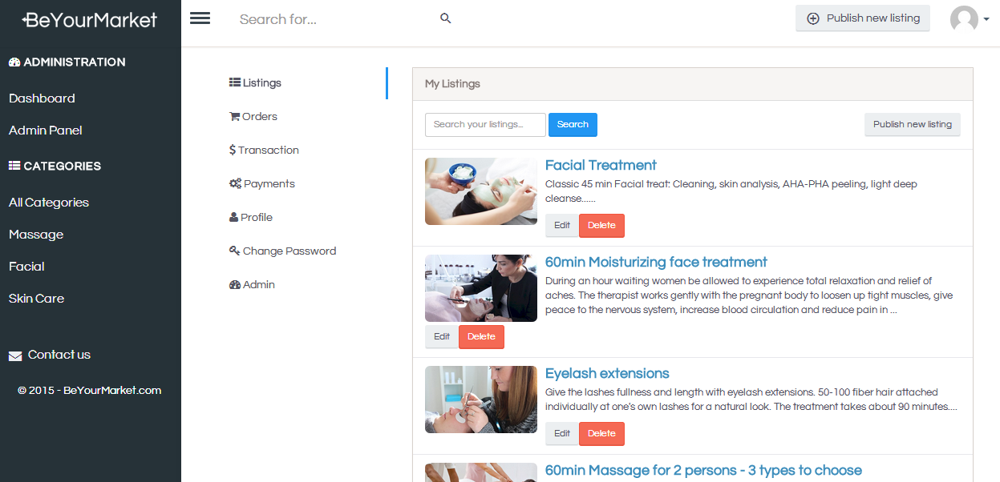 BeYourMarket
Search for...
Publish new listing
ADMINISTRATION
Dashboard
Admin Panel
CATEGORIES
All Categories
Massage
Facial
Skin Care
Contact us
© 2015 - BeYourMarket.com
Listings
Orders
Transaction
Payments
Profile
Change Password
Admin
My Listings
Search your listings...
Search
Publish new listing
Facial Treatment
Classic 45 min Facial treat: Cleaning, skin analysis, AHA-PHA peeling, light deep
cleanse......
Edit
Delete
60min Moisturizing face treatment
During an hour waiting women be allowed to experience total relaxation and relief of
aches. The therapist works gently with the pregnant body to loosen up tight muscles, give
peace to the nervous system, increase blood circulation and reduce pain in ...
Edit
Delete
Eyelash extensions
Give the lashes fullness and length with eyelash extensions. 50-100 fiber hair attached
individually at one's own lashes for a natural look. The treatment takes about 90 minutes....
Edit
Delete
60min Massage for 2 persons - 3 types to choose